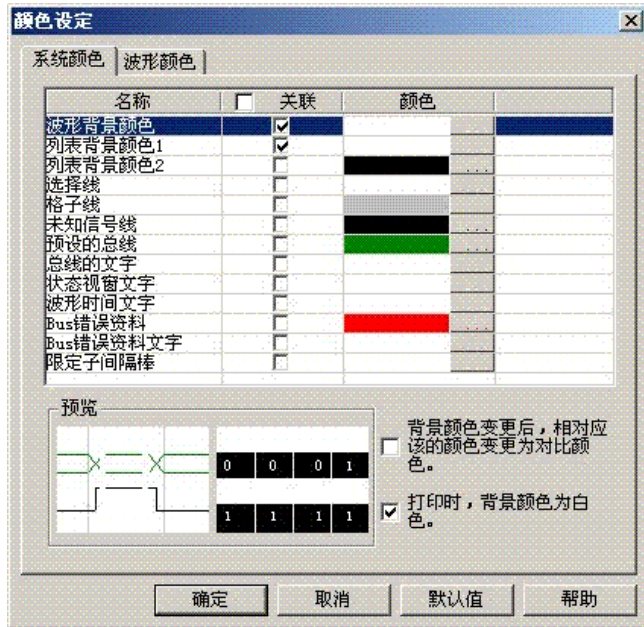 颜色设定
系统颜色 波形颜色
名称 关联 颜色
波形背景颜色
列表背景颜色1
列表背景颜色2
选择线
格子线
未知信号线
预设的总线
总线的文字
状态视窗文字
波形时间文字
Bus错误资料
Bus错误资料文字
限定子间隔棒
预览
0 0 0 1
1 1 1 1
背景颜色变更后，相对应
该的颜色变更为对比颜
色。
打印时，背景颜色为白
色。
确定 取消 默认值 帮助